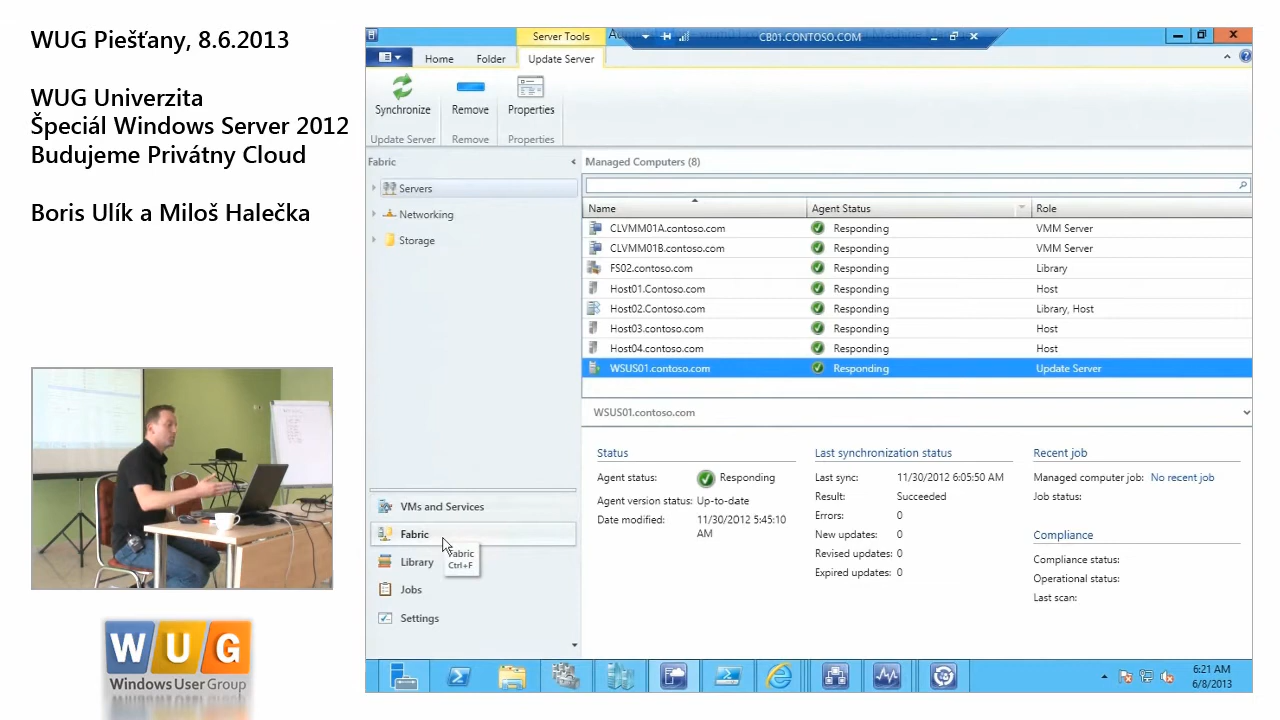 WUG Piešťany, 8.6.2013
WUG Univerzita
Špeciál Windows Server 2012
Budujeme Privátny Cloud
Boris Ulík a Miloš Halečka
W U G
Windows User Group
Server Tools
CB01.CONTOSO.COM
Home Folder Update Server
Synchronize Remove Properties
Update Server Remove Properties
Fabric
Servers
Networking
Storage
VMs and Services
Fabric
Fabric
Ctrl+F
Library
Jobs
Settings
Managed Computers (8)
Name Agent Status Role
CLVMM01A.contoso.com Responding VMM Server
CLVMM01B.contoso.com Responding VMM Server
FS02.contoso.com Responding Library
Host01.Contoso.com Responding Host
Host02.Contoso.com Responding Library, Host
Host03.contoso.com Responding Host
Host04.contoso.com Responding Host
WSUS01.contoso.com Responding Update Server
WSUS01.contoso.com
Status
Agent status: Responding
Agent version status: Up-to-date
Date modified: 11/30/2012 5:45:10
AM
Last synchronization status
Last sync: 11/30/2012 6:05:50 AM
Result: Succeeded
Errors: 0
New updates: 0
Revised updates: 0
Expired updates: 0
Recent job
Managed computer job: No recent job
Job status:
Compliance
Compliance status:
Operational status:
Last scan:
6:21 AM
6/8/2013